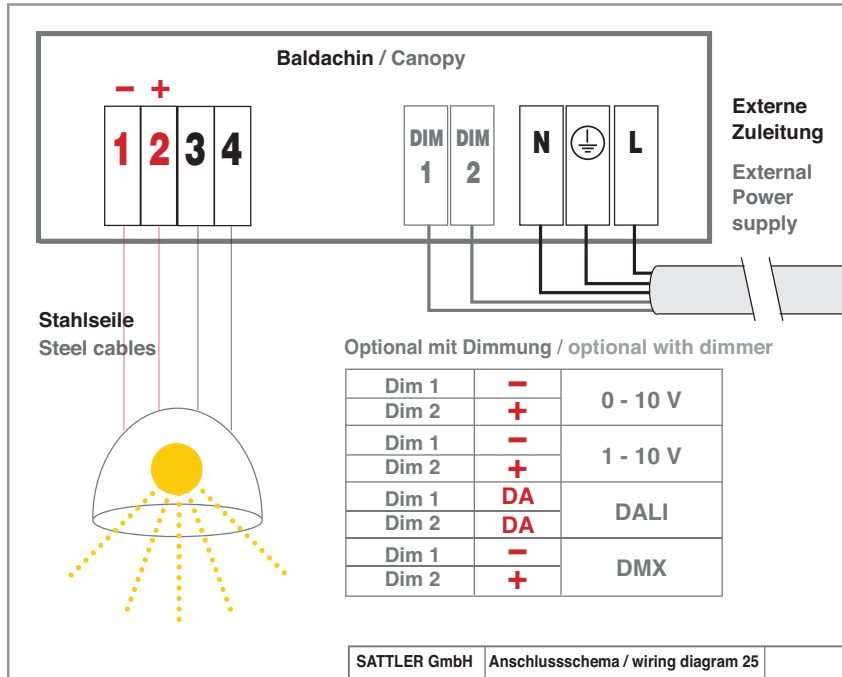 Baldachin / Canopy
− +
1 2 3 4
DIM 1 DIM 2 N L
Externe
Zuleitung
External
Power
supply
Stahlseile
Steel cables
Optional mit Dimmung / optional with dimmer
Dim 1 − 0 - 10 V
Dim 2 +
Dim 1 − 1 - 10 V
Dim 2 +
Dim 1 DA DALI
Dim 2 DA
Dim 1 − DMX
Dim 2 +
SATTLER GmbH Anschlussschema / wiring diagram 25